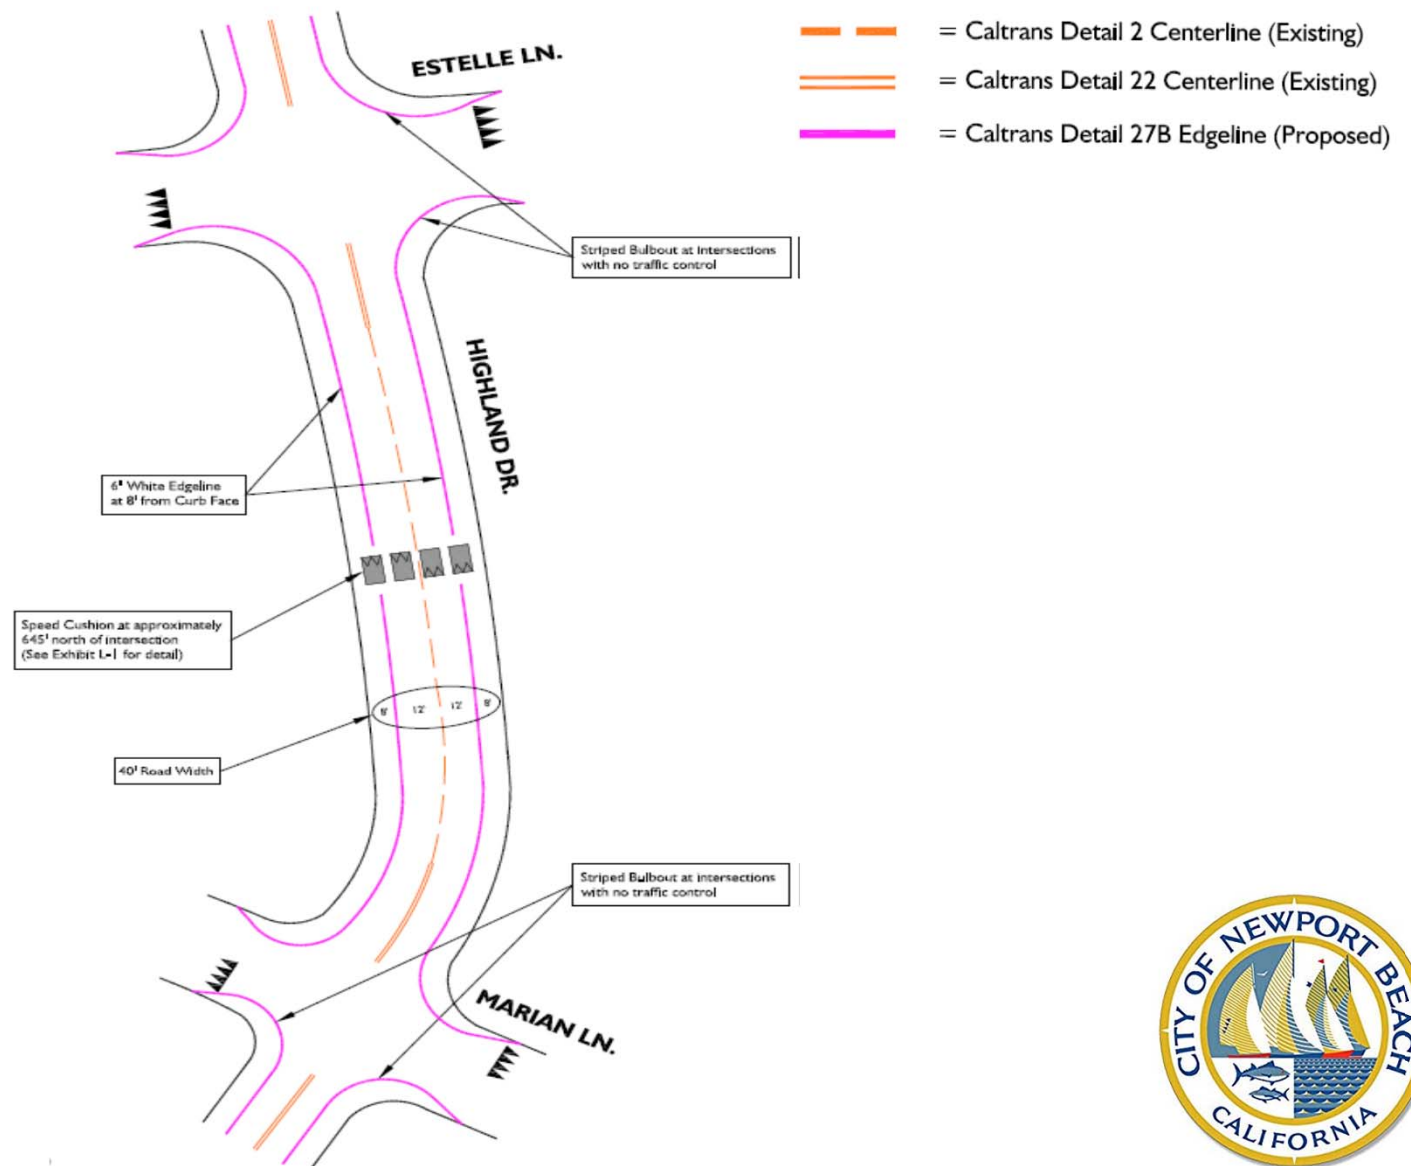 = Caltrans Detail 2 Centerline (Existing)
= Caltrans Detail 22 Centerline (Existing)
= Caltrans Detail 27B Edgeline (Proposed)
ESTELLE LN.
Striped Bulbout at intersections
with no traffic control
HIGHLAND DR.
6" White Edgeline
at 8' from Curb Face
Speed Cushion at approximately
645' north of intersection
(See Exhibit L-1 for detail)
8' 12' 12' 8'
40' Road Width
Striped Bulbout at intersections
with no traffic control
MARIAN LN.
CITY OF NEWPORT BEACH
CALIFORNIA